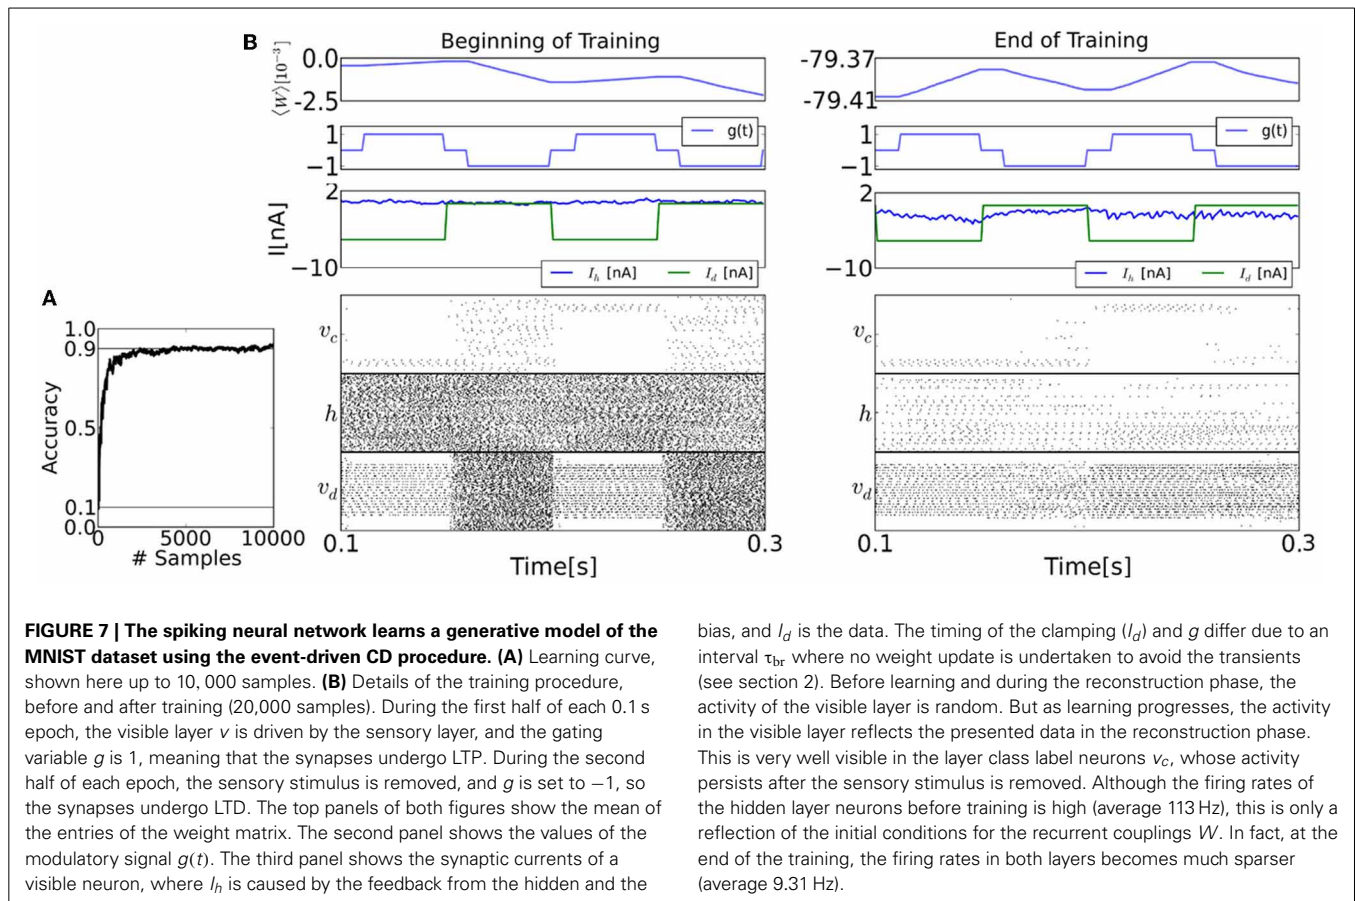 B
Beginning of Training
End of Training
⟨W⟩[10⁻³]
0.0
-2.5
-79.37
-79.41
1
−1
g(t)
1
−1
g(t)
I[nA]
2
−10
I_h [nA] I_d [nA]
2
−10
I_h [nA] I_d [nA]
A
Accuracy
1.0
0.9
0.5
0.1
0.0
0 5000 10000
# Samples
v_c
h
v_d
0.1 0.3
Time[s]
v_c
h
v_d
0.1 0.3
Time[s]
FIGURE 7 | The spiking neural network learns a generative model of the
MNIST dataset using the event-driven CD procedure. (A) Learning curve,
shown here up to 10, 000 samples. (B) Details of the training procedure,
before and after training (20,000 samples). During the first half of each 0.1 s
epoch, the visible layer v is driven by the sensory layer, and the gating
variable g is 1, meaning that the synapses undergo LTP. During the second
half of each epoch, the sensory stimulus is removed, and g is set to −1, so
the synapses undergo LTD. The top panels of both figures show the mean of
the entries of the weight matrix. The second panel shows the values of the
modulatory signal g(t). The third panel shows the synaptic currents of a
visible neuron, where I_h is caused by the feedback from the hidden and the
bias, and I_d is the data. The timing of the clamping (I_d) and g differ due to an
interval τ_br where no weight update is undertaken to avoid the transients
(see section 2). Before learning and during the reconstruction phase, the
activity of the visible layer is random. But as learning progresses, the activity
in the visible layer reflects the presented data in the reconstruction phase.
This is very well visible in the layer class label neurons v_c, whose activity
persists after the sensory stimulus is removed. Although the firing rates of
the hidden layer neurons before training is high (average 113 Hz), this is only a
reflection of the initial conditions for the recurrent couplings W. In fact, at the
end of the training, the firing rates in both layers becomes much sparser
(average 9.31 Hz).